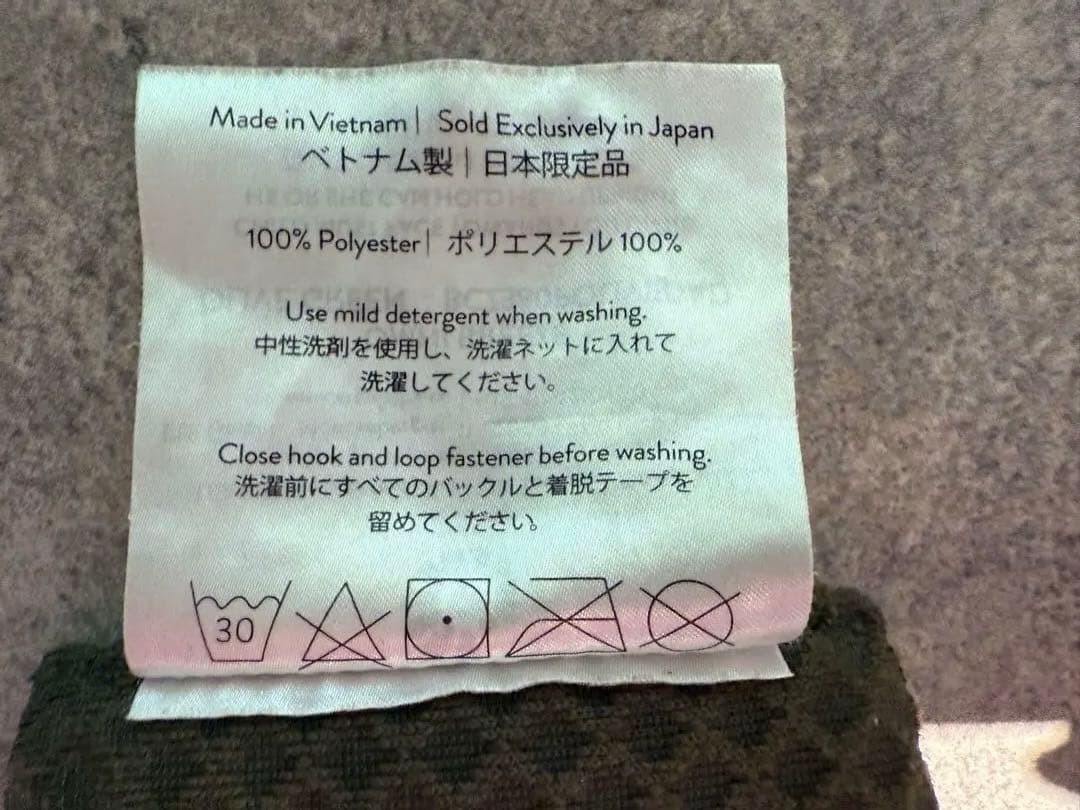 Made in Vietnam | Sold Exclusively in Japan
ベトナム製 | 日本限定品
100% Polyester | ポリエステル 100%
Use mild detergent when washing.
中性洗剤を使用し、洗濯ネットに入れて
洗濯してください。
Close hook and loop fastener before washing.
洗濯前にすべてのバックルと着脱テープを
留めてください。
30